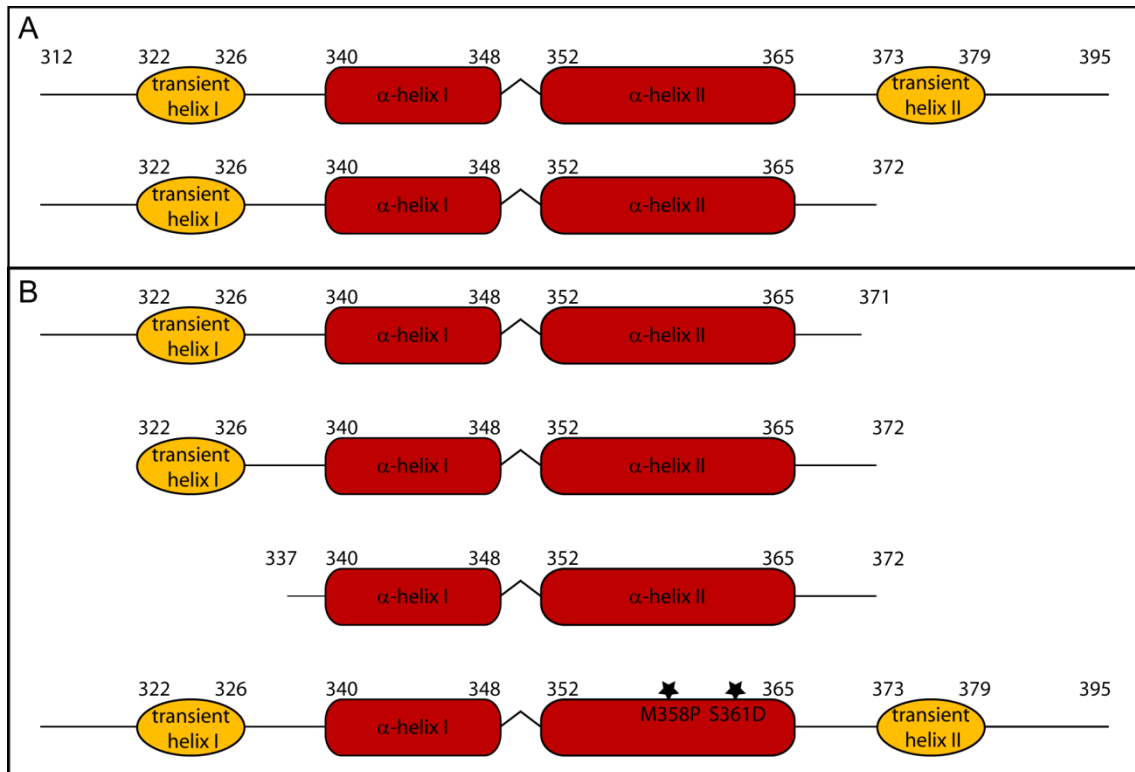 A
312 322 326 340 348 352 365 373 379 395
transient helix I α-helix I α-helix II transient helix II
322 326 340 348 352 365 372
transient helix I α-helix I α-helix II
B
322 326 340 348 352 365 371
transient helix I α-helix I α-helix II
322 326 340 348 352 365 372
transient helix I α-helix I α-helix II
337 340 348 352 365 372
α-helix I α-helix II
322 326 340 348 352 365 373 379 395
transient helix I α-helix I M358P S361D transient helix II